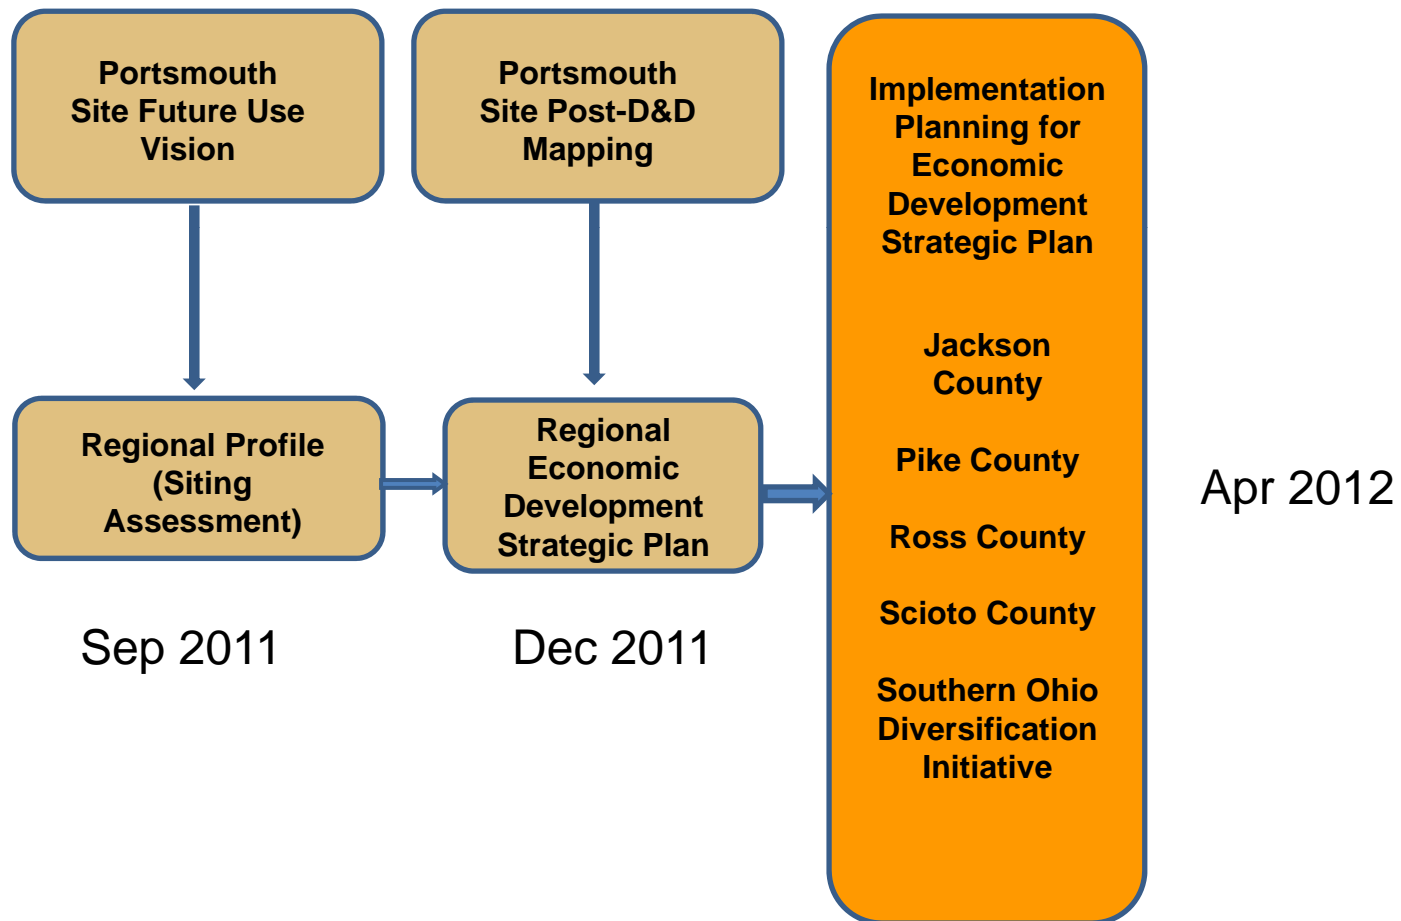 Portsmouth
Site Future Use
Vision
Portsmouth
Site Post-D&D
Mapping
Implementation
Planning for
Economic
Development
Strategic Plan
Jackson
County
Pike County
Ross County
Scioto County
Southern Ohio
Diversification
Initiative
Regional Profile
(Siting
Assessment)
Regional
Economic
Development
Strategic Plan
Apr 2012
Sep 2011
Dec 2011